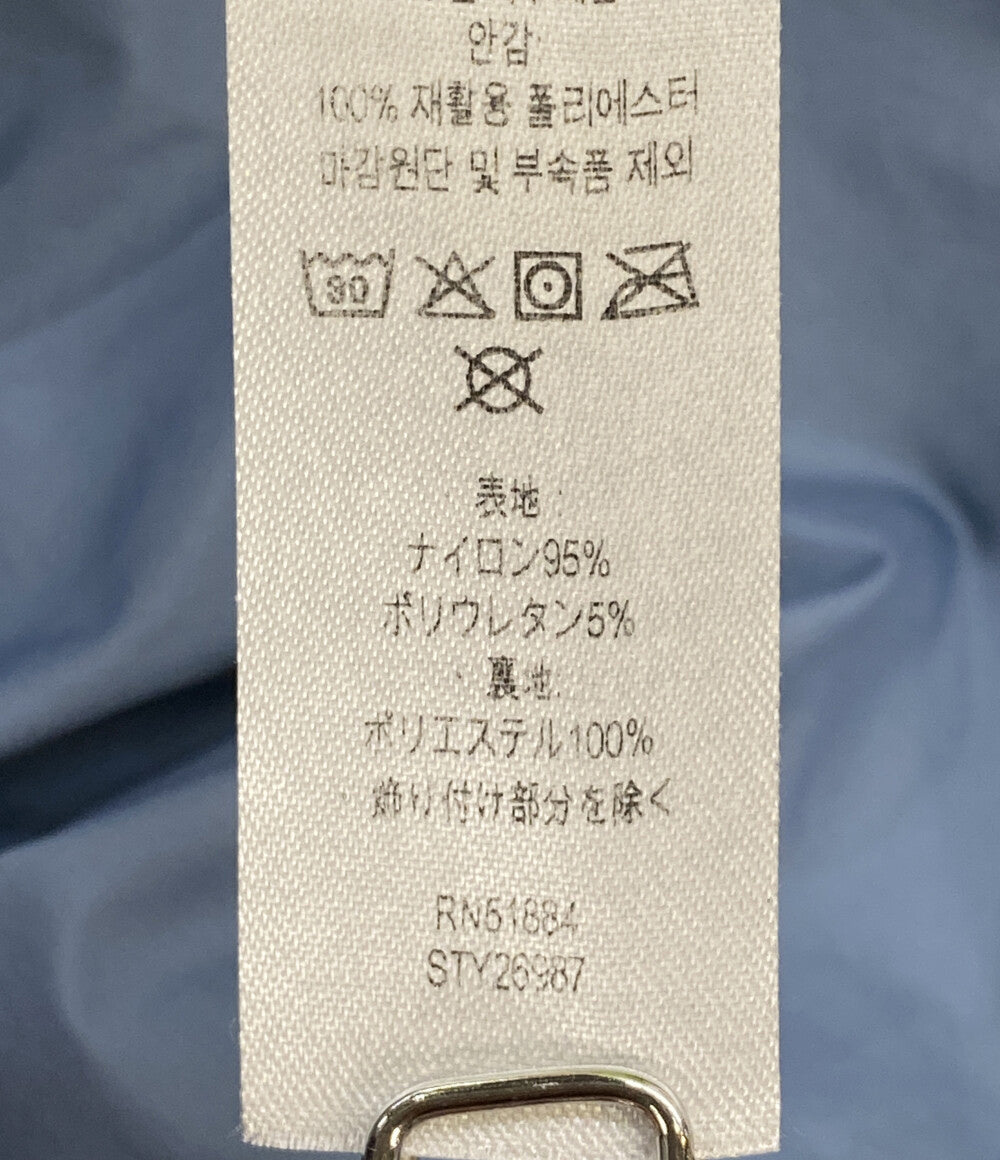 안감
100% 재활용 폴리에스터
마감원단 및 부속품 제외
30
表地
ナイロン95%
ポリウレタン5%
裏地
ポリエステル100%
飾り付け部分を除く
RN61884
STY26987